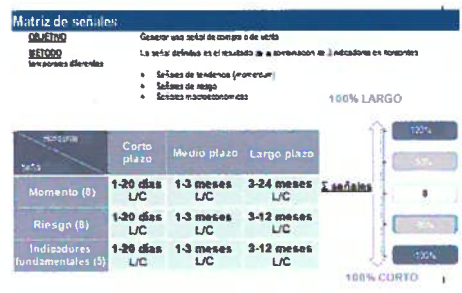 Matriz de señales
OBJETIVO Generar una señal de compra o de venta
MÉTODO La señal definida es el resultado de la combinación de indicadores en horizontes
temporales diferentes
• Señales de tendencia (momentum)
• Señales de riesgo
• Señales macroeconómicas
100% LARGO
Horizonte
Señal
Corto plazo Medio plazo Largo plazo
Momento (8) 1-20 días L/C 1-3 meses L/C 3-24 meses L/C
Riesgo (8) 1-20 días L/C 1-3 meses L/C 3-12 meses L/C
Indicadores fundamentales (5) 1-20 días L/C 1-3 meses L/C 3-12 meses L/C
Σ señales
100%
50%
0
100% CORTO